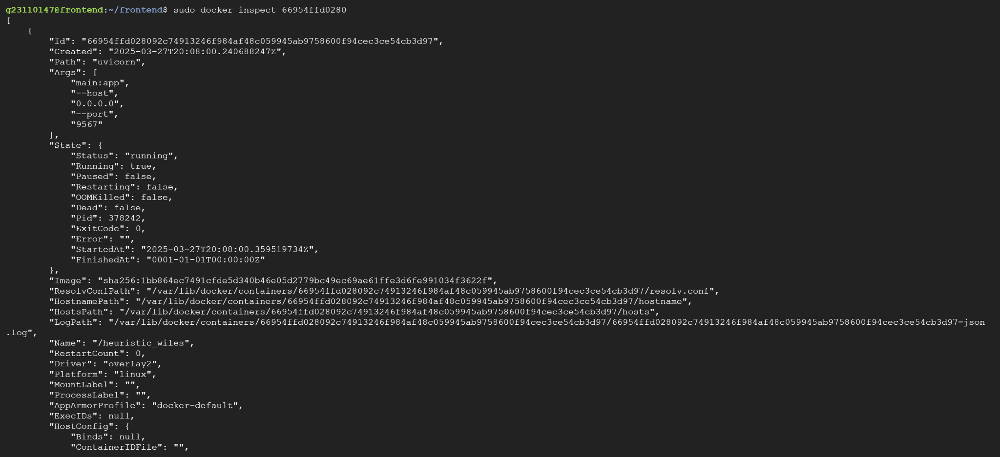 g23110147@frontend:~/frontend$ sudo docker inspect 66954ffd0280
[
    {
        "Id": "66954ffd028092c74913246f984af48c059945ab9758600f94cec3ce54cb3d97",
        "Created": "2025-03-27T20:08:00.240688247Z",
        "Path": "uvicorn",
        "Args": [
            "main:app",
            "--host",
            "0.0.0.0",
            "--port",
            "9567"
        ],
        "State": {
            "Status": "running",
            "Running": true,
            "Paused": false,
            "Restarting": false,
            "OOMKilled": false,
            "Dead": false,
            "Pid": 378242,
            "ExitCode": 0,
            "Error": "",
            "StartedAt": "2025-03-27T20:08:00.359519734Z",
            "FinishedAt": "0001-01-01T00:00:00Z"
        },
        "Image": "sha256:1bb864ec7491cfde5d340b46e05d2779bc49ec69ae61ffe3d6fe991034f3622f",
        "ResolvConfPath": "/var/lib/docker/containers/66954ffd028092c74913246f984af48c059945ab9758600f94cec3ce54cb3d97/resolv.conf",
        "HostnamePath": "/var/lib/docker/containers/66954ffd028092c74913246f984af48c059945ab9758600f94cec3ce54cb3d97/hostname",
        "HostsPath": "/var/lib/docker/containers/66954ffd028092c74913246f984af48c059945ab9758600f94cec3ce54cb3d97/hosts",
        "LogPath": "/var/lib/docker/containers/66954ffd028092c74913246f984af48c059945ab9758600f94cec3ce54cb3d97/66954ffd028092c74913246f984af48c059945ab9758600f94cec3ce54cb3d97-json
.log",
        "Name": "/heuristic_wiles",
        "RestartCount": 0,
        "Driver": "overlay2",
        "Platform": "linux",
        "MountLabel": "",
        "ProcessLabel": "",
        "AppArmorProfile": "docker-default",
        "ExecIDs": null,
        "HostConfig": {
            "Binds": null,
            "ContainerIDFile": "",